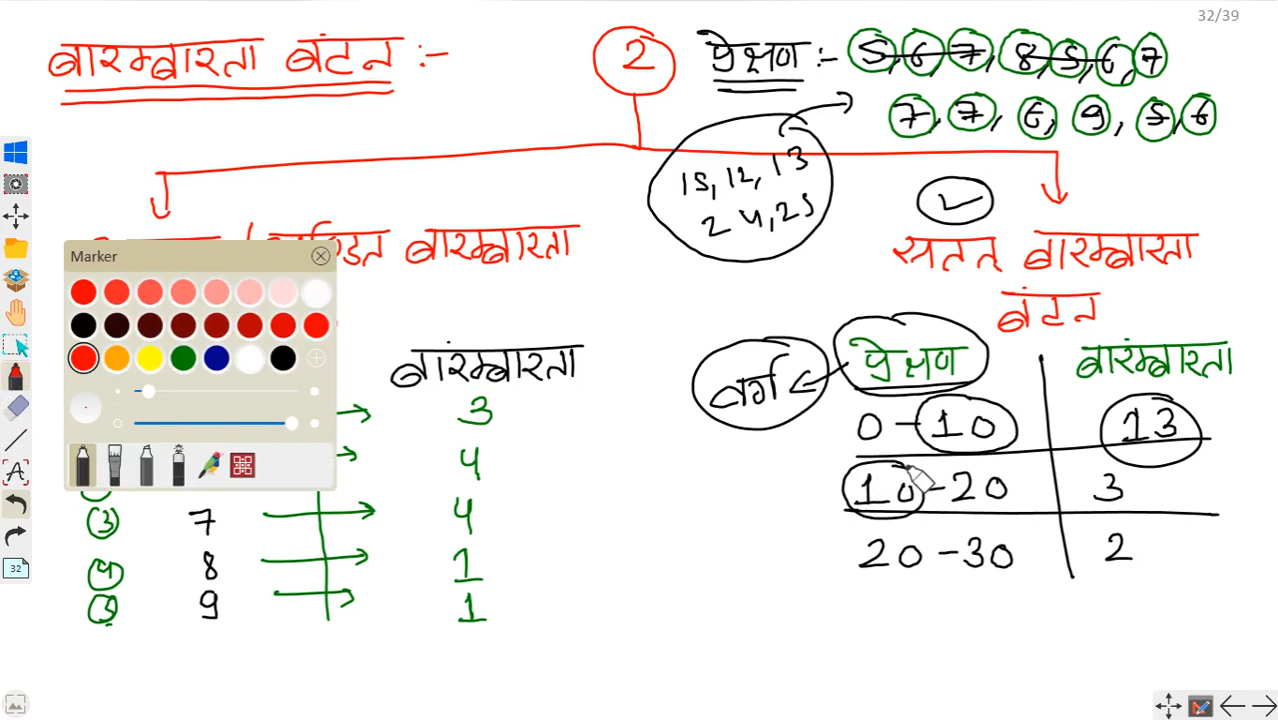 32/39
बारम्बारता बंटन :-
2
प्रेक्षण :- 5, 6, 7, 8, 5, 6, 7
7, 7, 6, 9, 5, 6
15, 12, 13
24, 25
बारम्बारता
सतत् बारम्बारता
बंटन
Marker
बारंम्बारता
3
4
③ 7 4
④ 8 1
⑤ 9 1
वर्ग प्रेक्षण बारंम्बारता
0-10 13
10-20 3
20-30 2
32